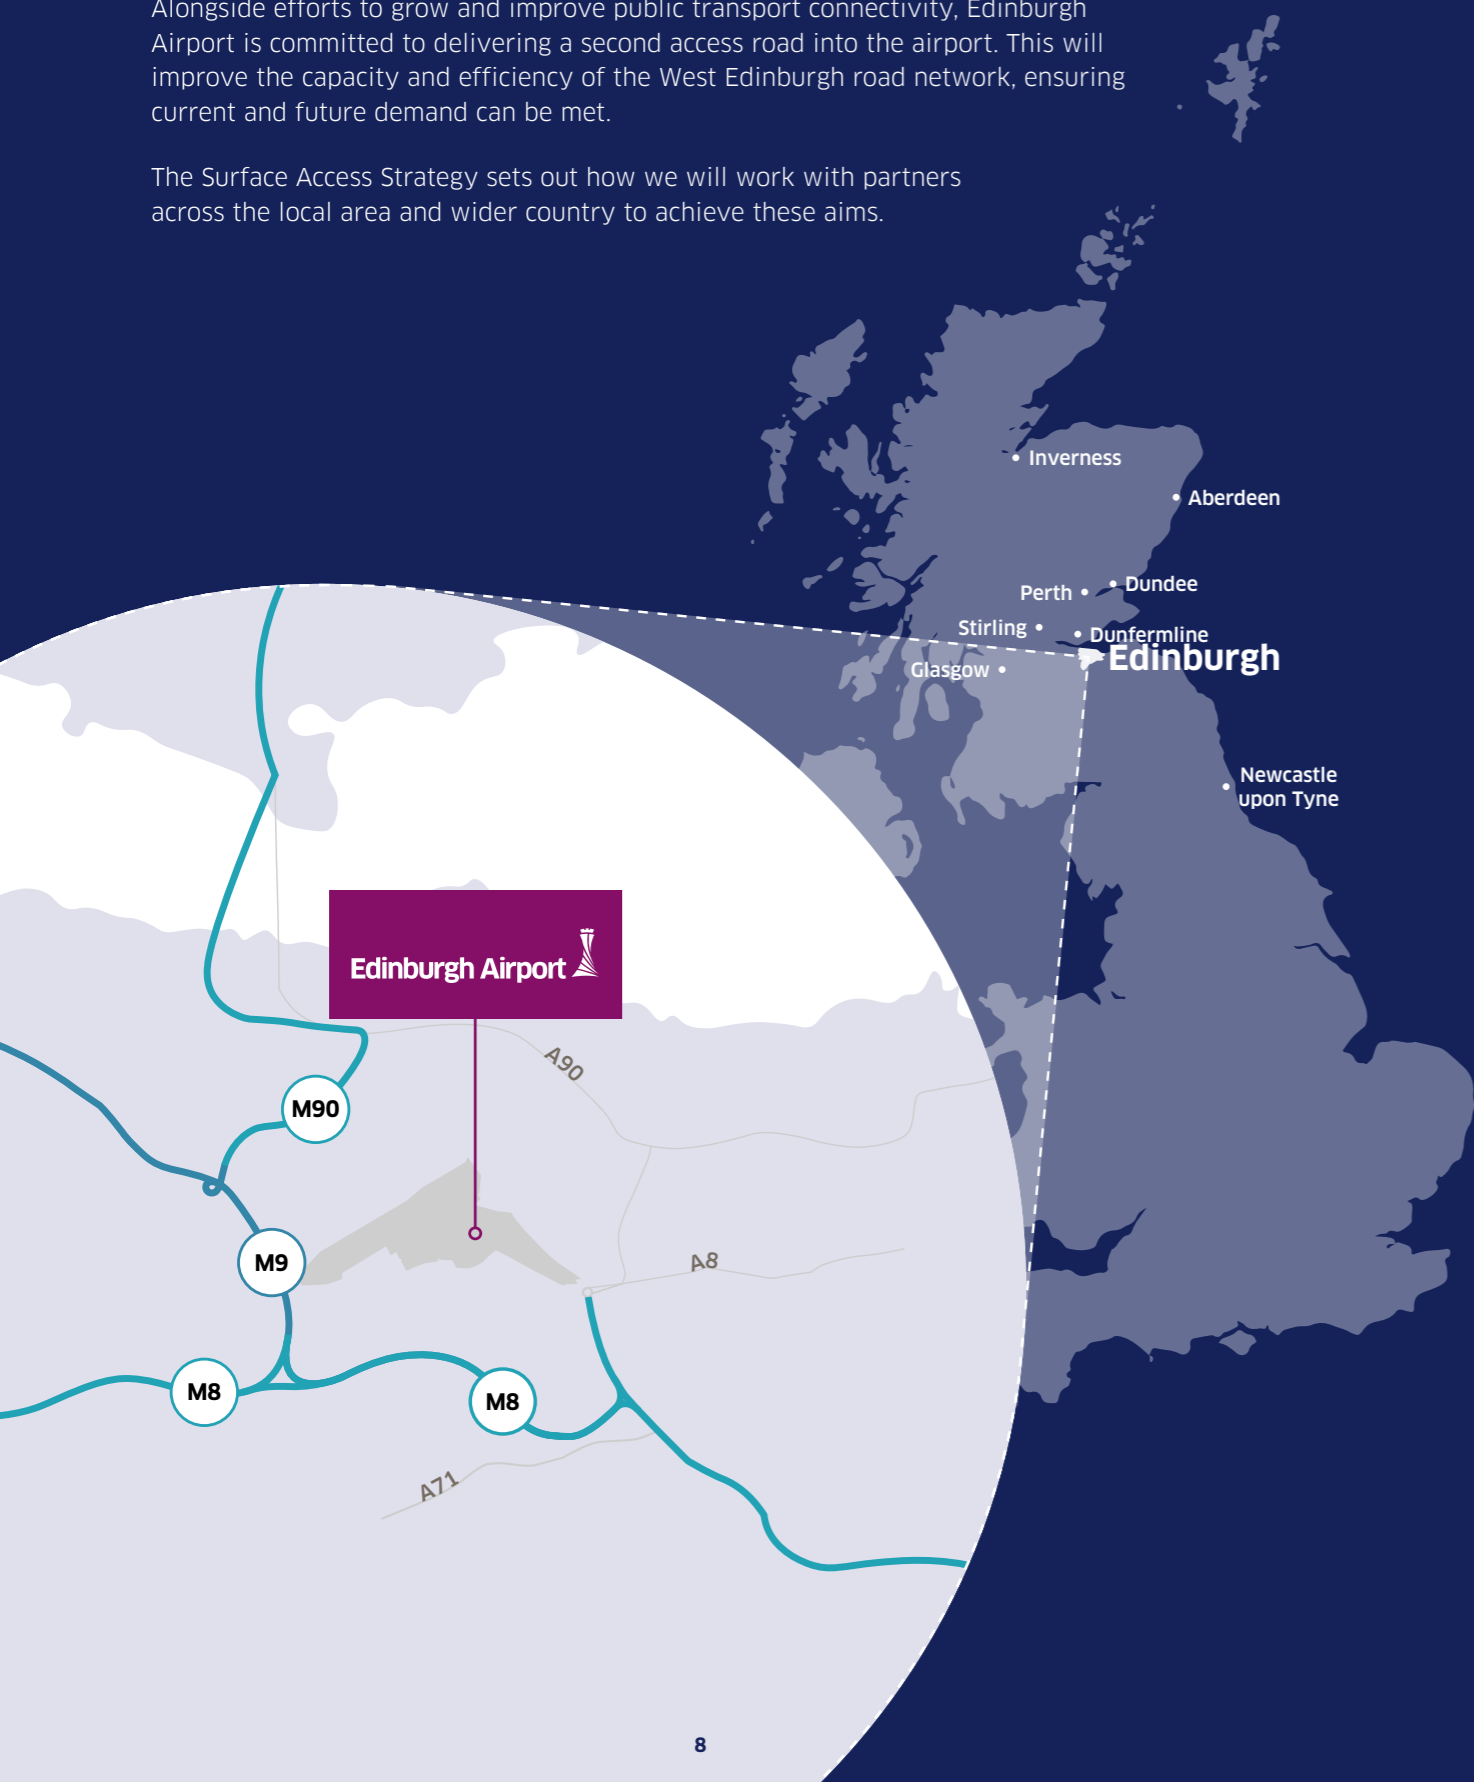 Alongside efforts to grow and improve public transport connectivity, Edinburgh
Airport is committed to delivering a second access road into the airport. This will
improve the capacity and efficiency of the West Edinburgh road network, ensuring
current and future demand can be met.
The Surface Access Strategy sets out how we will work with partners
across the local area and wider country to achieve these aims.
Inverness
Aberdeen
Dundee
Perth
Stirling
Dunfermline
Edinburgh
Glasgow
Newcastle
upon Tyne
Edinburgh Airport
A90
M90
M9
A8
M8
M8
A71
8